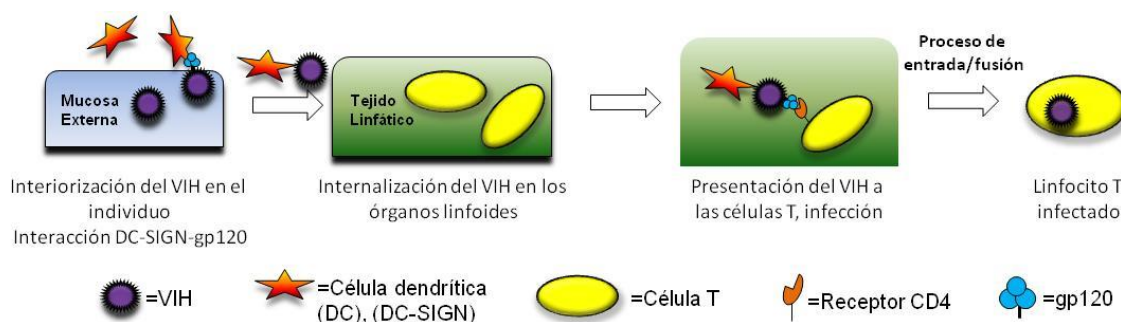 Mucosa
Externa
Interiorización del VIH en el
individuo
Interacción DC-SIGN-gp120
Tejido
Linfático
Internalización del VIH en los
órganos linfoides
Presentación del VIH a
las células T, infección
Proceso de
entrada/fusión
Linfocito T
infectado
=VIH
=Célula dendrítica
(DC), (DC-SIGN)
=Célula T
=Receptor CD4
=gp120